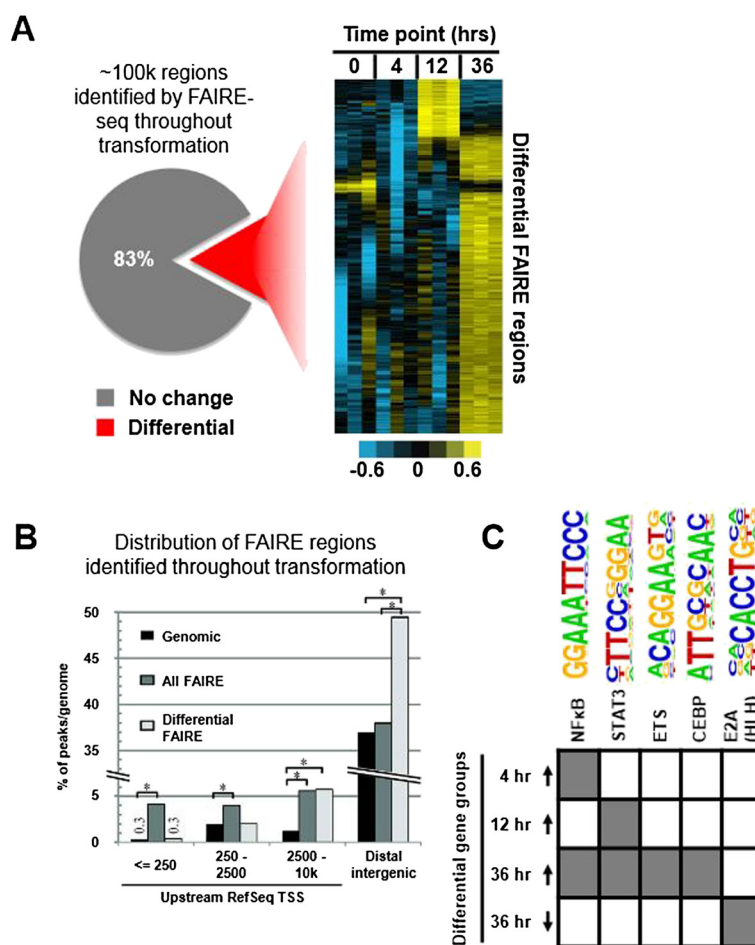 A
~100k regions
identified by FAIRE-
seq throughout
transformation
83%
No change
Differential
Time point (hrs)
0 4 12 36
Differential FAIRE regions
-0.6 0 0.6
B
Distribution of FAIRE regions
identified throughout transformation
% of peaks/genome
50
45
40
35
5
0
Genomic
All FAIRE
Differential
FAIRE
* * * * * *
0.3 0.3
<= 250
250 -
2500
2500 -
10k
Distal
intergenic
Upstream RefSeq TSS
C
GGAAATTCCC
NFκB
STAT3
ETS
CEBP
E2A
(HLH)
Differential gene groups
4 hr ↑
12 hr ↑
36 hr ↑
36 hr ↓